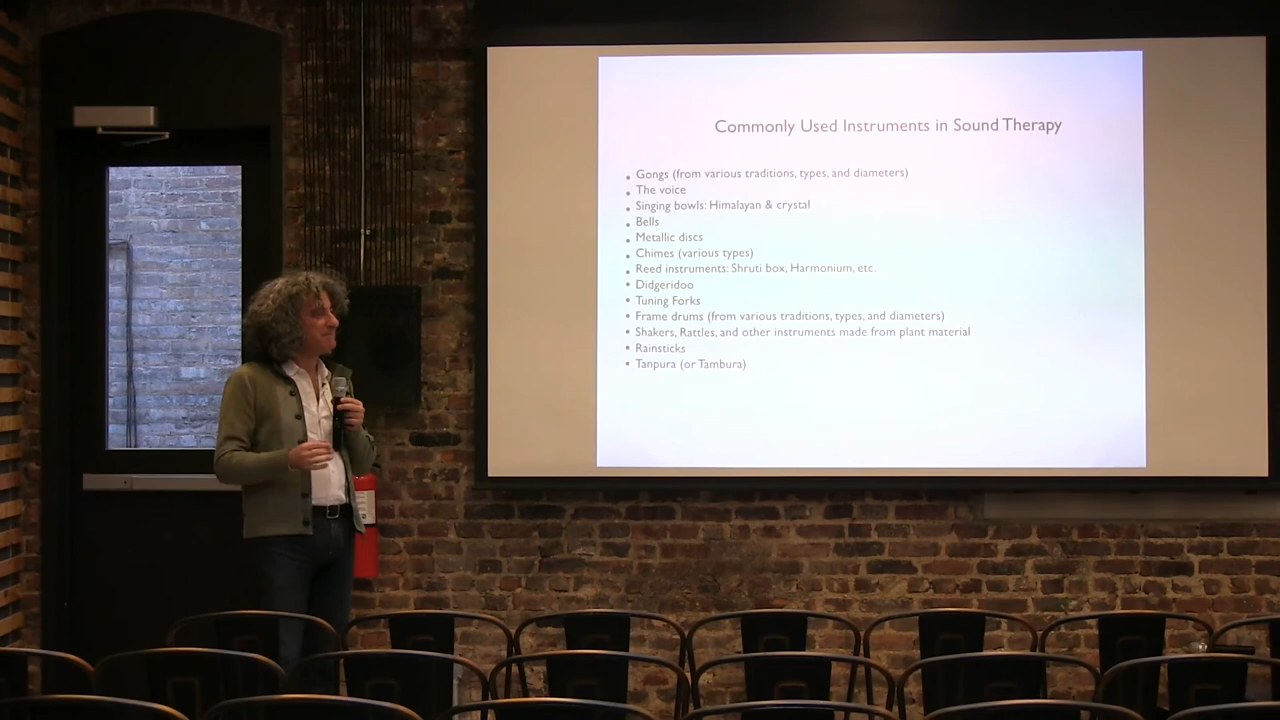 Commonly Used Instruments in Sound Therapy
• Gongs (from various traditions, types, and diameters)
• The voice
• Singing bowls: Himalayan & crystal
• Bells
• Metallic discs
• Chimes (various types)
• Reed instruments: Shruti box, Harmonium, etc.
• Didgeridoo
• Tuning Forks
• Frame drums (from various traditions, types, and diameters)
• Shakers, Rattles, and other instruments made from plant material
• Rainsticks
• Tanpura (or Tambura)